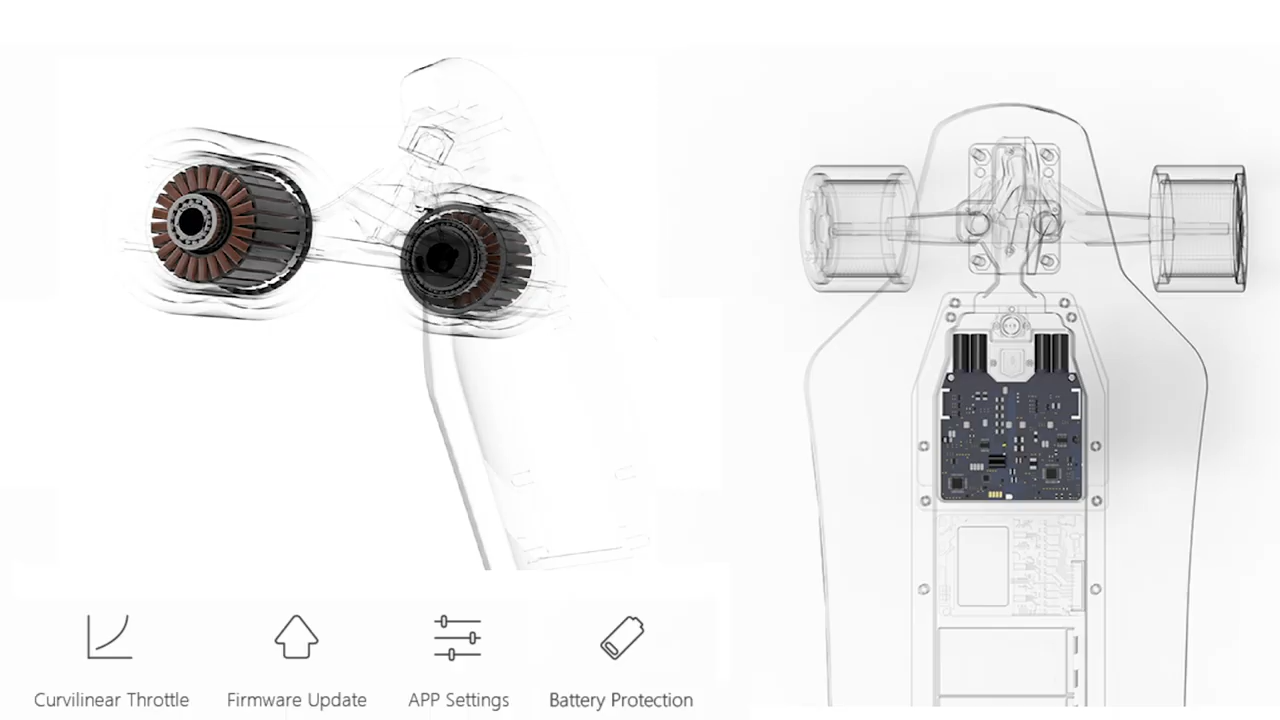 Curvilinear Throttle
Firmware Update
APP Settings
Battery Protection